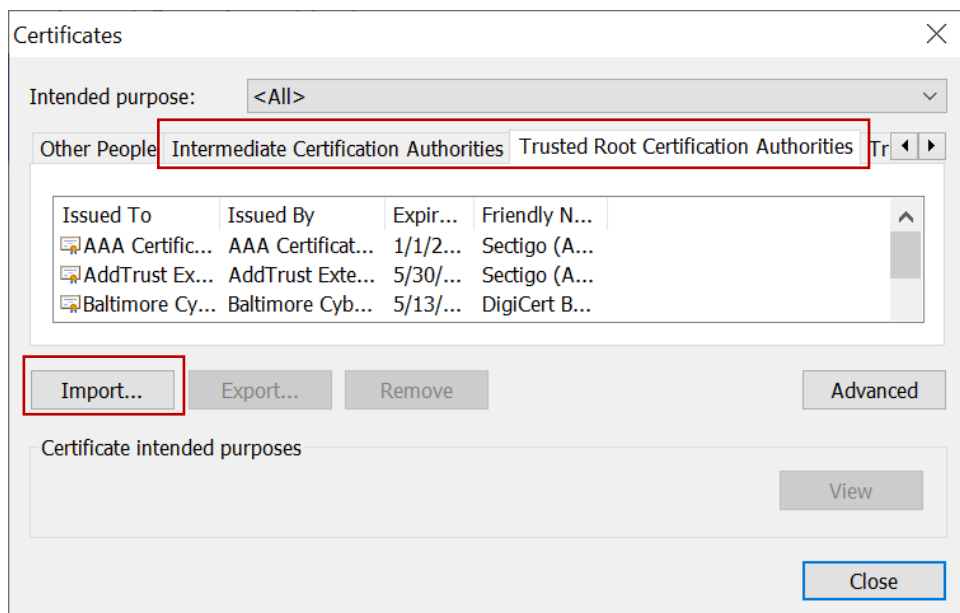 Certificates
Intended purpose: <All>
Other People Intermediate Certification Authorities Trusted Root Certification Authorities Tr
Issued To Issued By Expir... Friendly N...
AAA Certific... AAA Certificat... 1/1/2... Sectigo (A...
AddTrust Ex... AddTrust Exte... 5/30/... Sectigo (A...
Baltimore Cy... Baltimore Cyb... 5/13/... DigiCert B...
Import... Export... Remove Advanced
Certificate intended purposes
View
Close